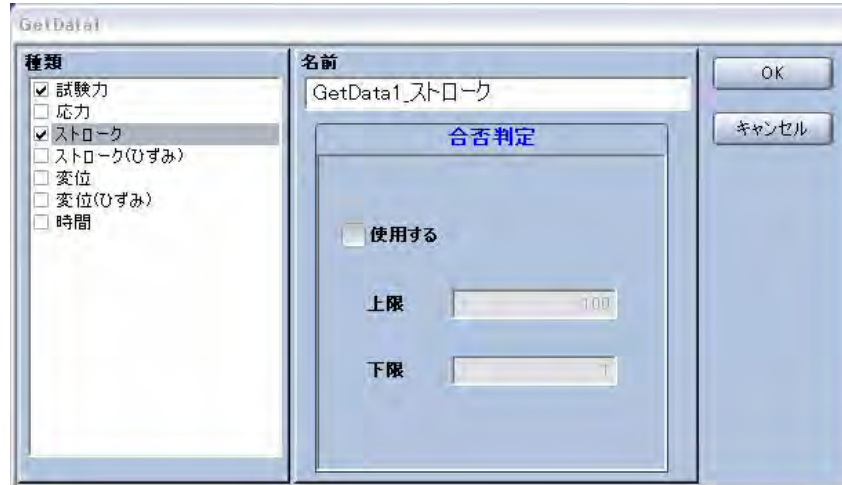 GetData1
種類
試験力
応力
ストローク
ストローク(ひずみ)
変位
変位(ひずみ)
時間
名前
GetData1_ストローク
合否判定
使用する
上限
100
下限
1
OK
キャンセル